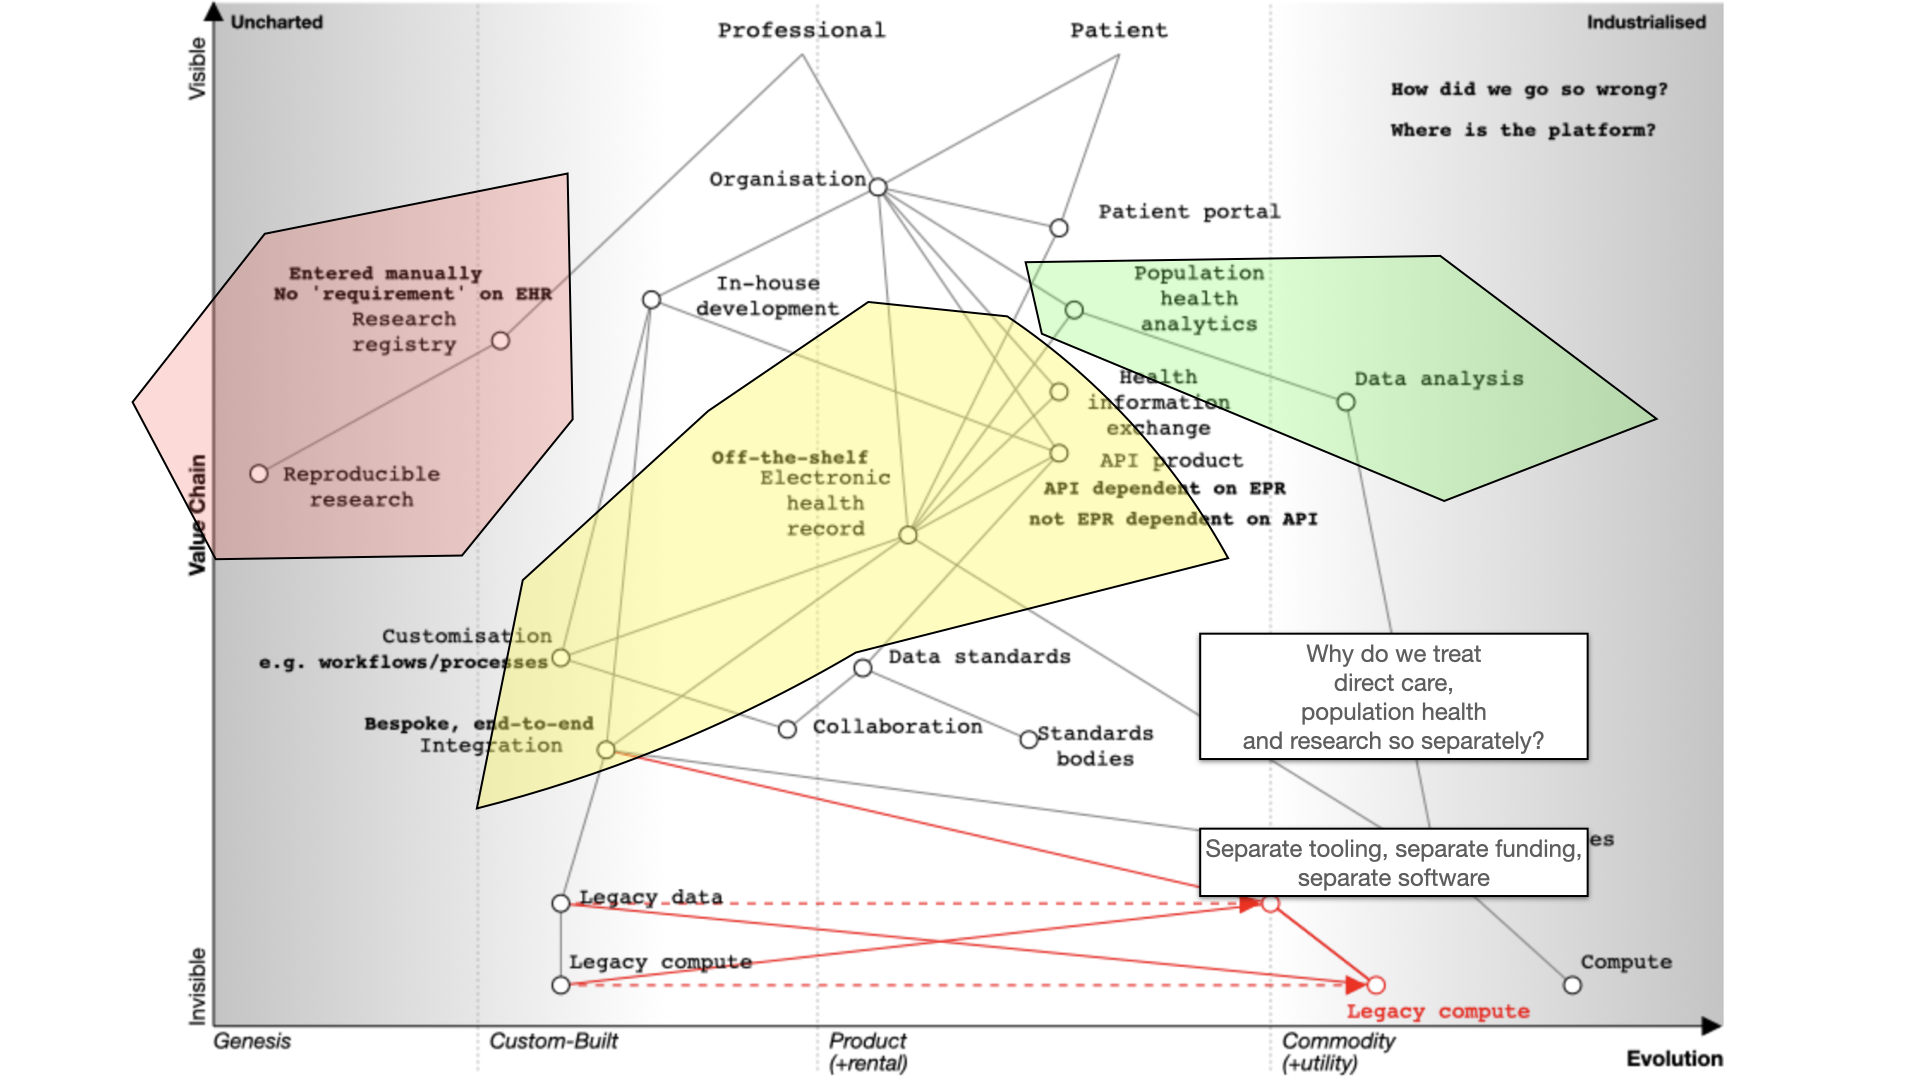 Uncharted
Professional
Patient
Industrialised
Visible
How did we go so wrong?
Where is the platform?
Organisation
Patient portal
Entered manually
No 'requirement' on EHR
Research
registry
In-house
development
Population
health
analytics
Health
information
exchange
Data analysis
Reproducible
research
Off-the-shelf
Electronic
health
record
API product
API dependent on EPR
not EPR dependent on API
Value Chain
Customisation
e.g. workflows/processes
Data standards
Why do we treat
direct care,
population health
and research so separately?
Bespoke, end-to-end
Integration
Collaboration
Standards
bodies
Separate tooling, separate funding,
separate software
Legacy data
Legacy compute
Compute
Legacy compute
Invisible
Genesis
Custom-Built
Product
(+rental)
Commodity
(+utility)
Evolution